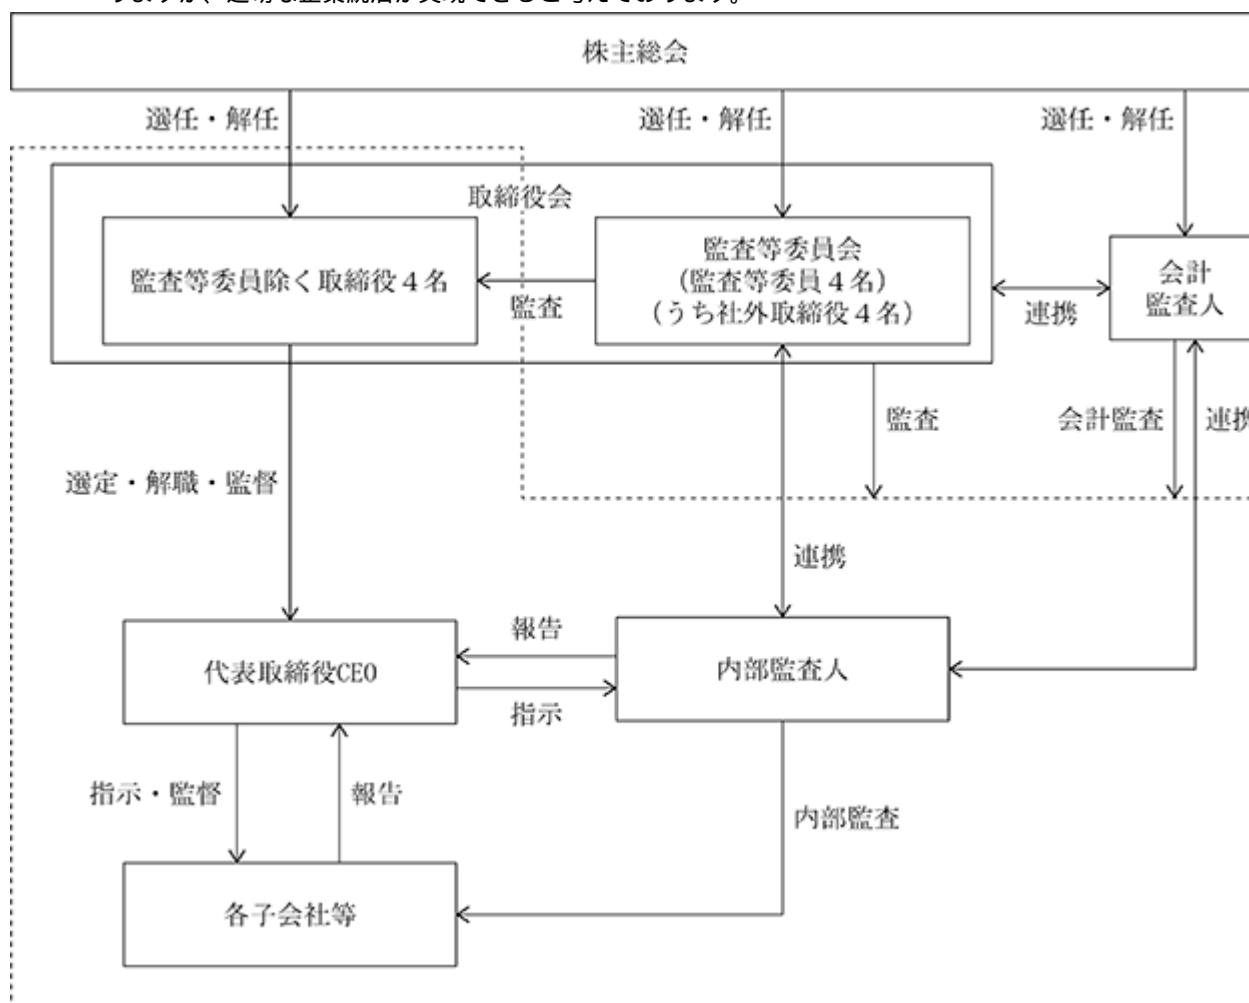 株主総会
選任・解任
選任・解任
選任・解任
取締役会
監査等委員除く取締役４名
監査
監査等委員会
(監査等委員４名)
(うち社外取締役４名)
連携
会計
監査人
監査
会計監査
連携
選定・解職・監督
連携
代表取締役CEO
報告
指示
内部監査人
指示・監督
報告
内部監査
各子会社等